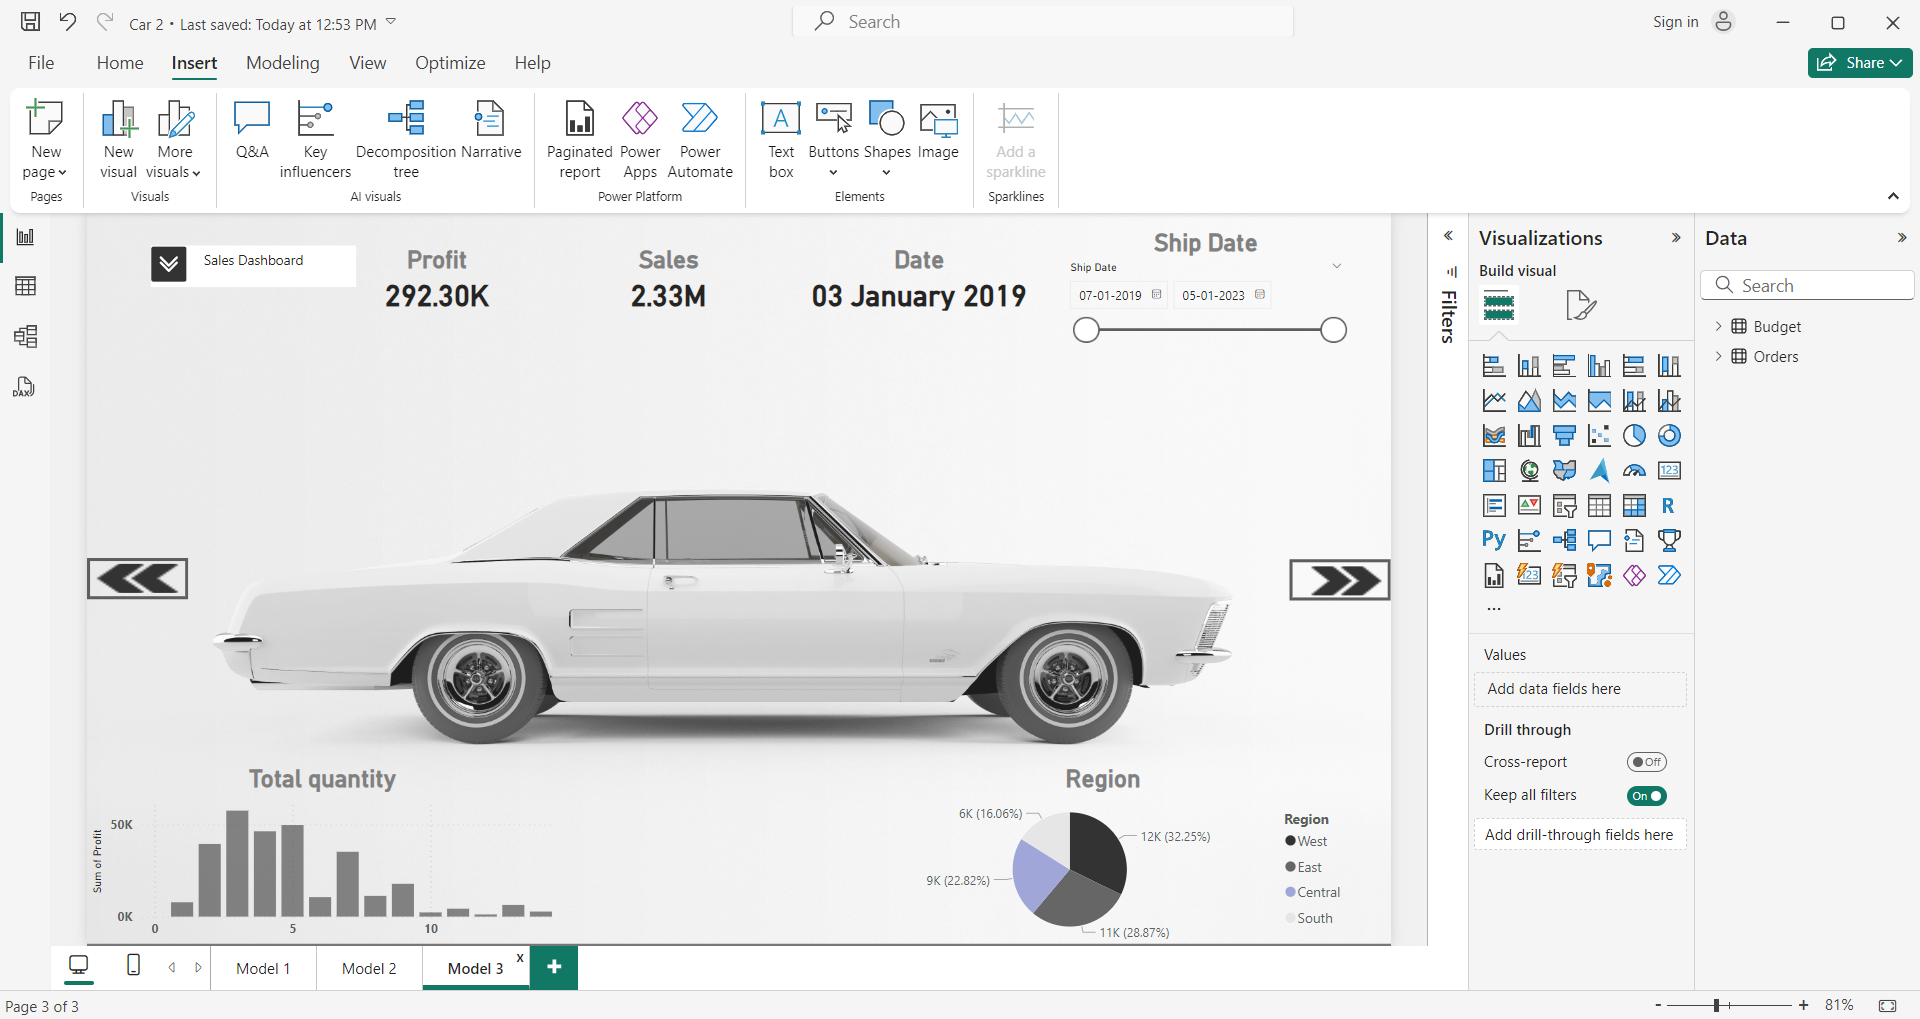 Car 2 • Last saved: Today at 12:53 PM
Search
Sign in
File
Home
Insert
Modeling
View
Optimize
Help
Share
New page
New visual
More visuals
Q&A
Key influencers
Decomposition tree
Narrative
Paginated report
Power Apps
Power Automate
A
Text box
Buttons
Shapes
Image
Add a sparkline
Pages
Visuals
AI visuals
Power Platform
Elements
Sparklines
DAX
Sales Dashboard
Profit
292.30K
Sales
2.33M
Date
03 January 2019
Ship Date
Ship Date
07-01-2019
05-01-2023
Total quantity
Sum of Profit
50K
0K
0
5
10
Region
6K (16.06%)
12K (32.25%)
9K (22.82%)
11K (28.87%)
Region
West
East
Central
South
Filters
Visualizations
Build visual
123
R
Py
123
...
Values
Add data fields here
Drill through
Cross-report
Off
Keep all filters
On
Add drill-through fields here
Data
Search
Budget
Orders
Model 1
Model 2
Model 3
x
+
Page 3 of 3
-
+
81%